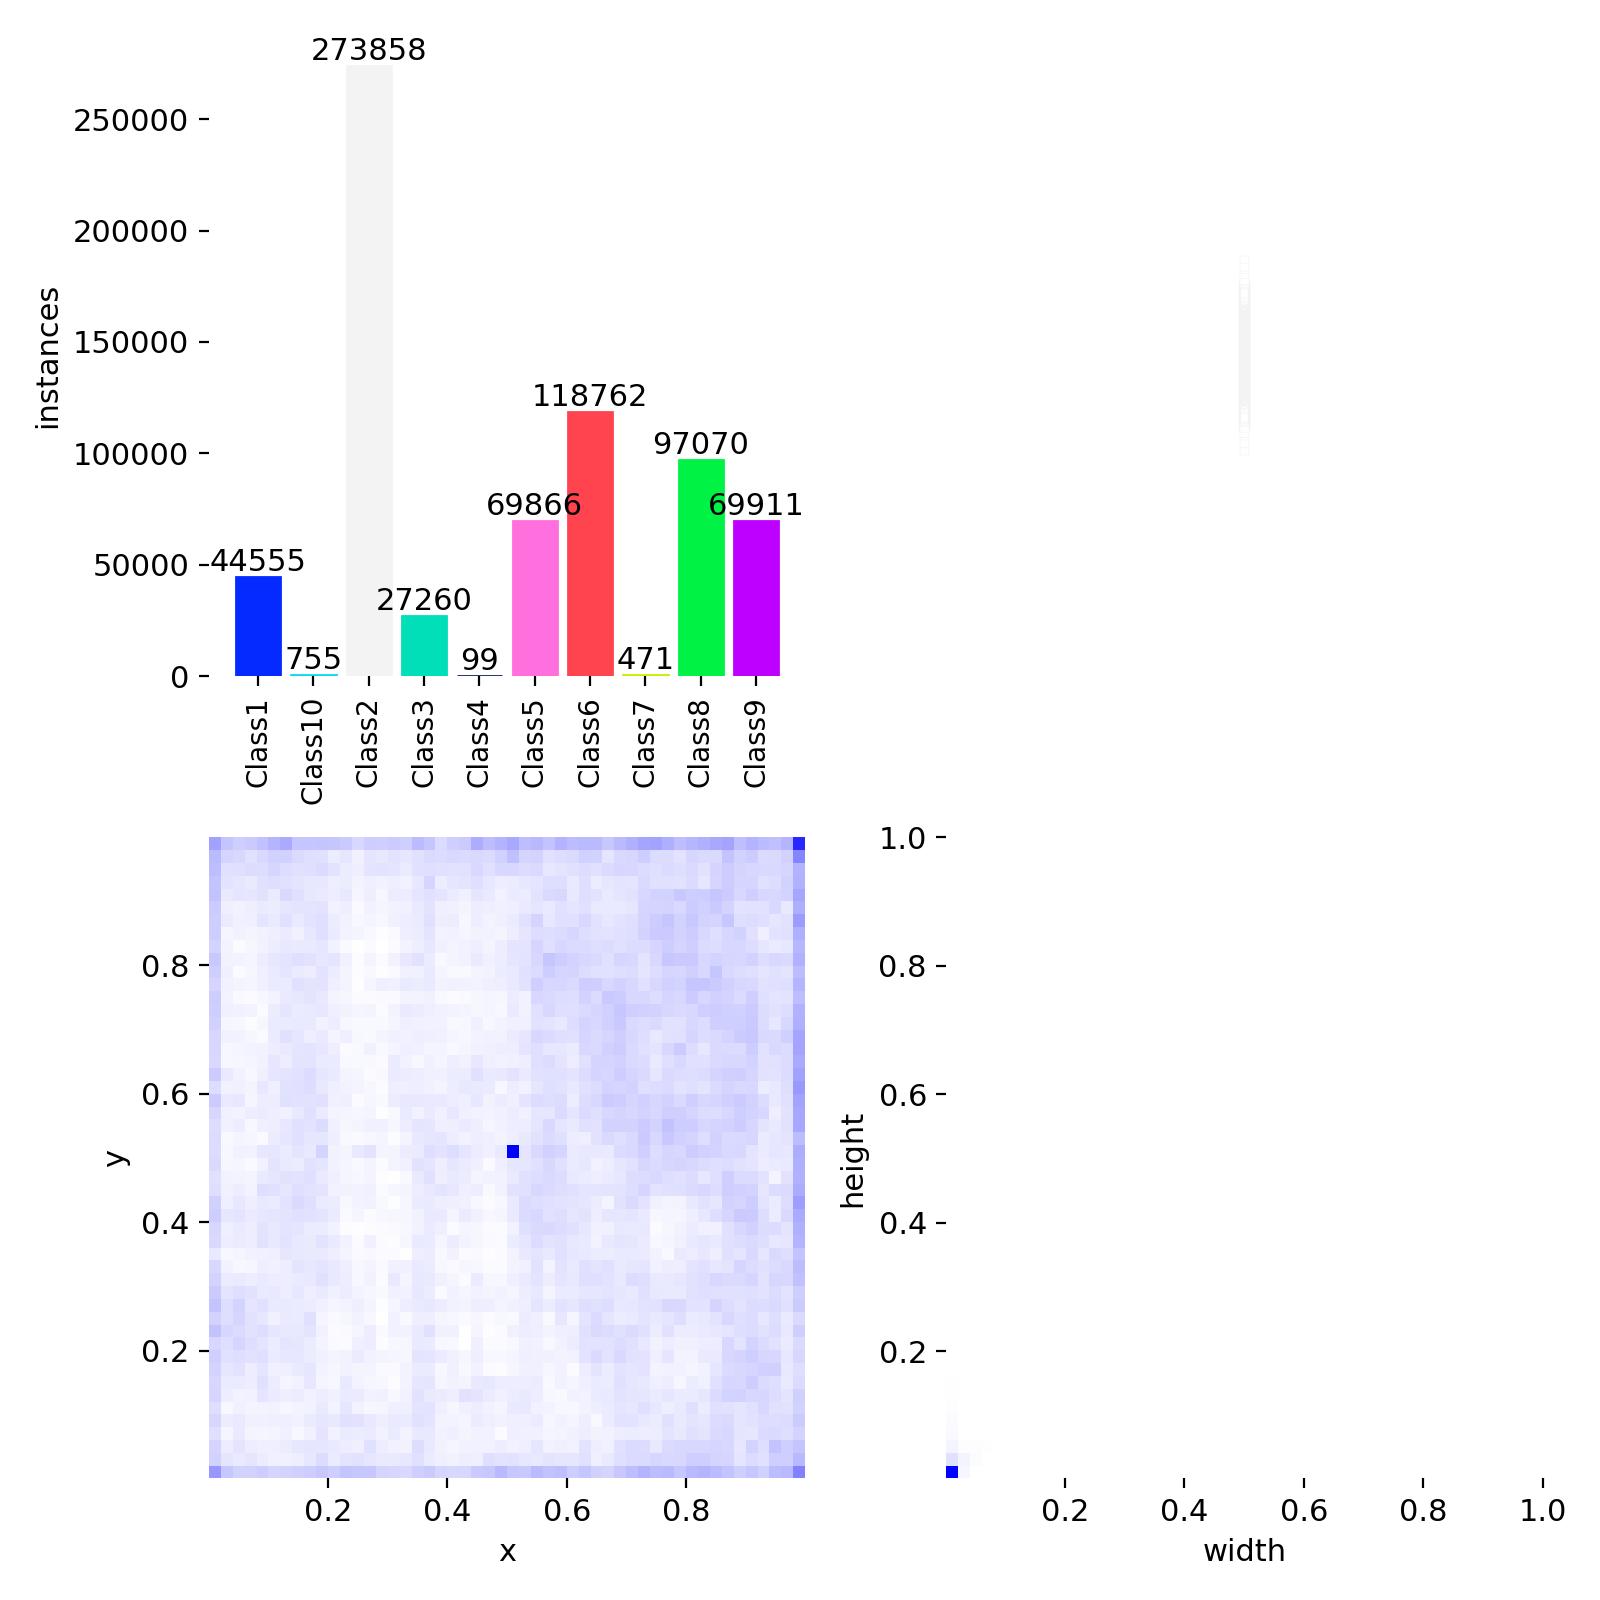 273858
250000
200000
150000
118762
100000
97070
69866
69911
50000
44555
27260
755
99
471
0
instances
Class1
Class10
Class2
Class3
Class4
Class5
Class6
Class7
Class8
Class9
0.8
0.6
0.4
0.2
y
0.2 0.4 0.6 0.8
x
1.0
0.8
0.6
0.4
0.2
height
0.2 0.4 0.6 0.8 1.0
width